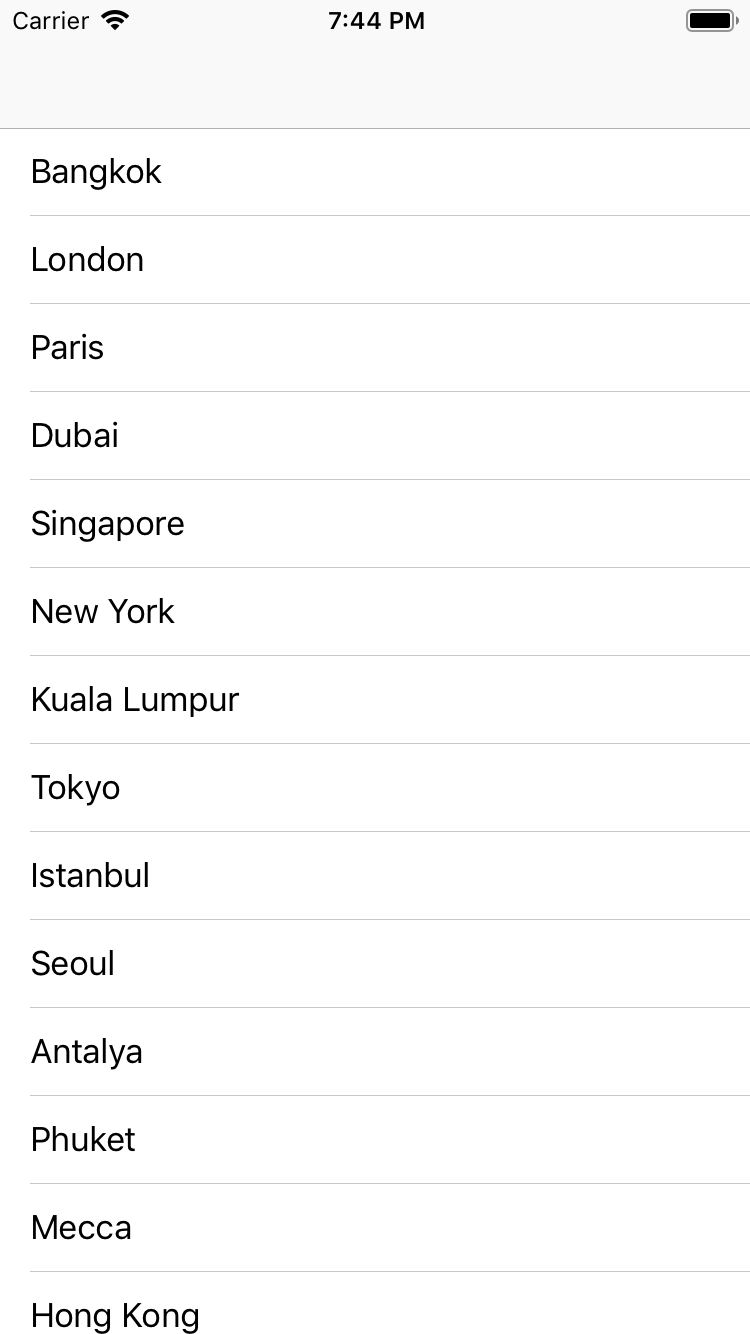 Carrier 7:44 PM
Bangkok
London
Paris
Dubai
Singapore
New York
Kuala Lumpur
Tokyo
Istanbul
Seoul
Antalya
Phuket
Mecca
Hong Kong